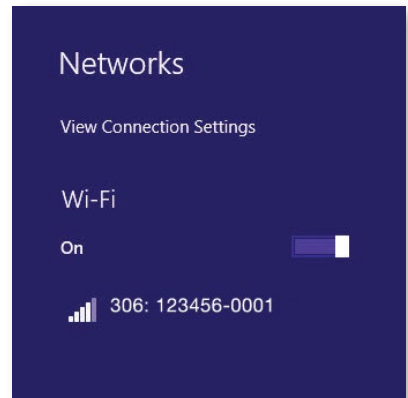 Networks
View Connection Settings
Wi-Fi
On
306: 123456-0001